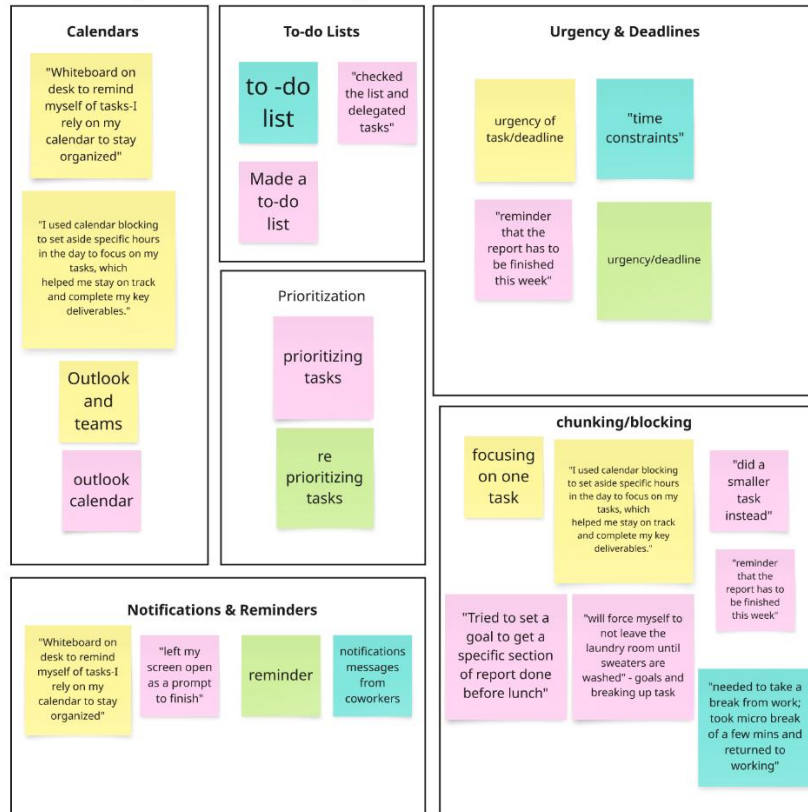 Calendars
"Whiteboard on
desk to remind
myself of tasks-I
rely on my
calendar to stay
organized"
"I used calendar blocking
to set aside specific hours
in the day to focus on my
tasks, which
helped me stay on track
and complete my key
deliverables."
Outlook
and
teams
outlook
calendar
To-do Lists
to -do
list
"checked
the list and
delegated
tasks"
Made a
to-do
list
Prioritization
prioritizing
tasks
re
prioritizing
tasks
Urgency & Deadlines
urgency of
task/deadline
"time
constraints"
"reminder
that the
report has to
be finished
this week"
urgency/deadline
chunking/blocking
focusing
on one
task
"I used calendar blocking
to set aside specific hours
in the day to focus on my
tasks, which
helped me stay on track
and complete my key
deliverables."
"did a
smaller
task
instead"
"reminder
that the
report has to
be finished
this week"
"Tried to set a
goal to get a
specific section
of report done
before lunch"
"will force myself to
not leave the
laundry room until
sweaters are
washed" - goals and
breaking up task
"needed to take a
break from work;
took micro break
of a few mins and
returned to
working"
Notifications & Reminders
"Whiteboard on
desk to remind
myself of tasks-I
rely on my
calendar to stay
organized"
"left my
screen open
as a prompt
to finish"
reminder
notifications
messages
from
coworkers